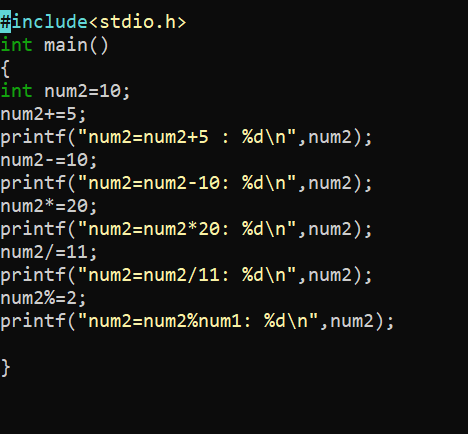 #include<stdio.h>
int main()
{
int num2=10;
num2+=5;
printf("num2=num2+5 : %d\n",num2);
num2-=10;
printf("num2=num2-10: %d\n",num2);
num2*=20;
printf("num2=num2*20: %d\n",num2);
num2/=11;
printf("num2=num2/11: %d\n",num2);
num2%=2;
printf("num2=num2%num1: %d\n",num2);
}